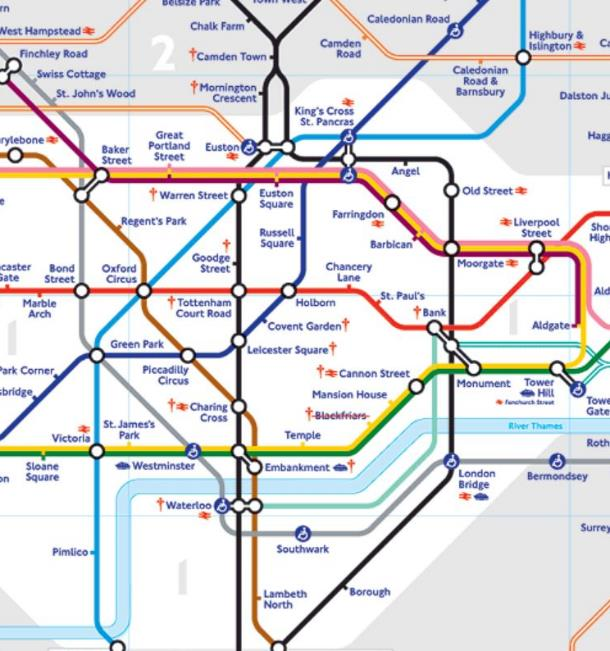 Chalk Farm
Caledonian Road
West Hampstead
2
Camden
Road
Highbury &
Islington
Finchley Road
†Camden Town
Swiss Cottage
Caledonian
Road &
Barnsbury
St. John's Wood
†Mornington
Crescent
King's Cross
St. Pancras
Euston
Baker
Street
Great
Portland
Street
Angel
†Warren Street
Euston
Square
Old Street
Farringdon
Liverpool
Street
Regent's Park
Russell
Square
Barbican
†
Goodge
Street
Moorgate
Bond
Street
Oxford
Circus
Chancery
Lane
Marble
Arch
†Tottenham
Court Road
Holborn
St. Paul's
†Bank
Covent Garden†
Aldgate
Green Park
Leicester Square†
Piccadilly
Circus
†Cannon Street
Monument
Tower
Hill
Fenchurch Street
Mansion House
†Charing
Cross
†Blackfriars
Victoria
St. James's
Park
Temple
River Thames
Sloane
Square
Westminster
Embankment †
London
Bridge
Bermondsey
†Waterloo
Southwark
Pimlico
1
Lambeth
North
Borough